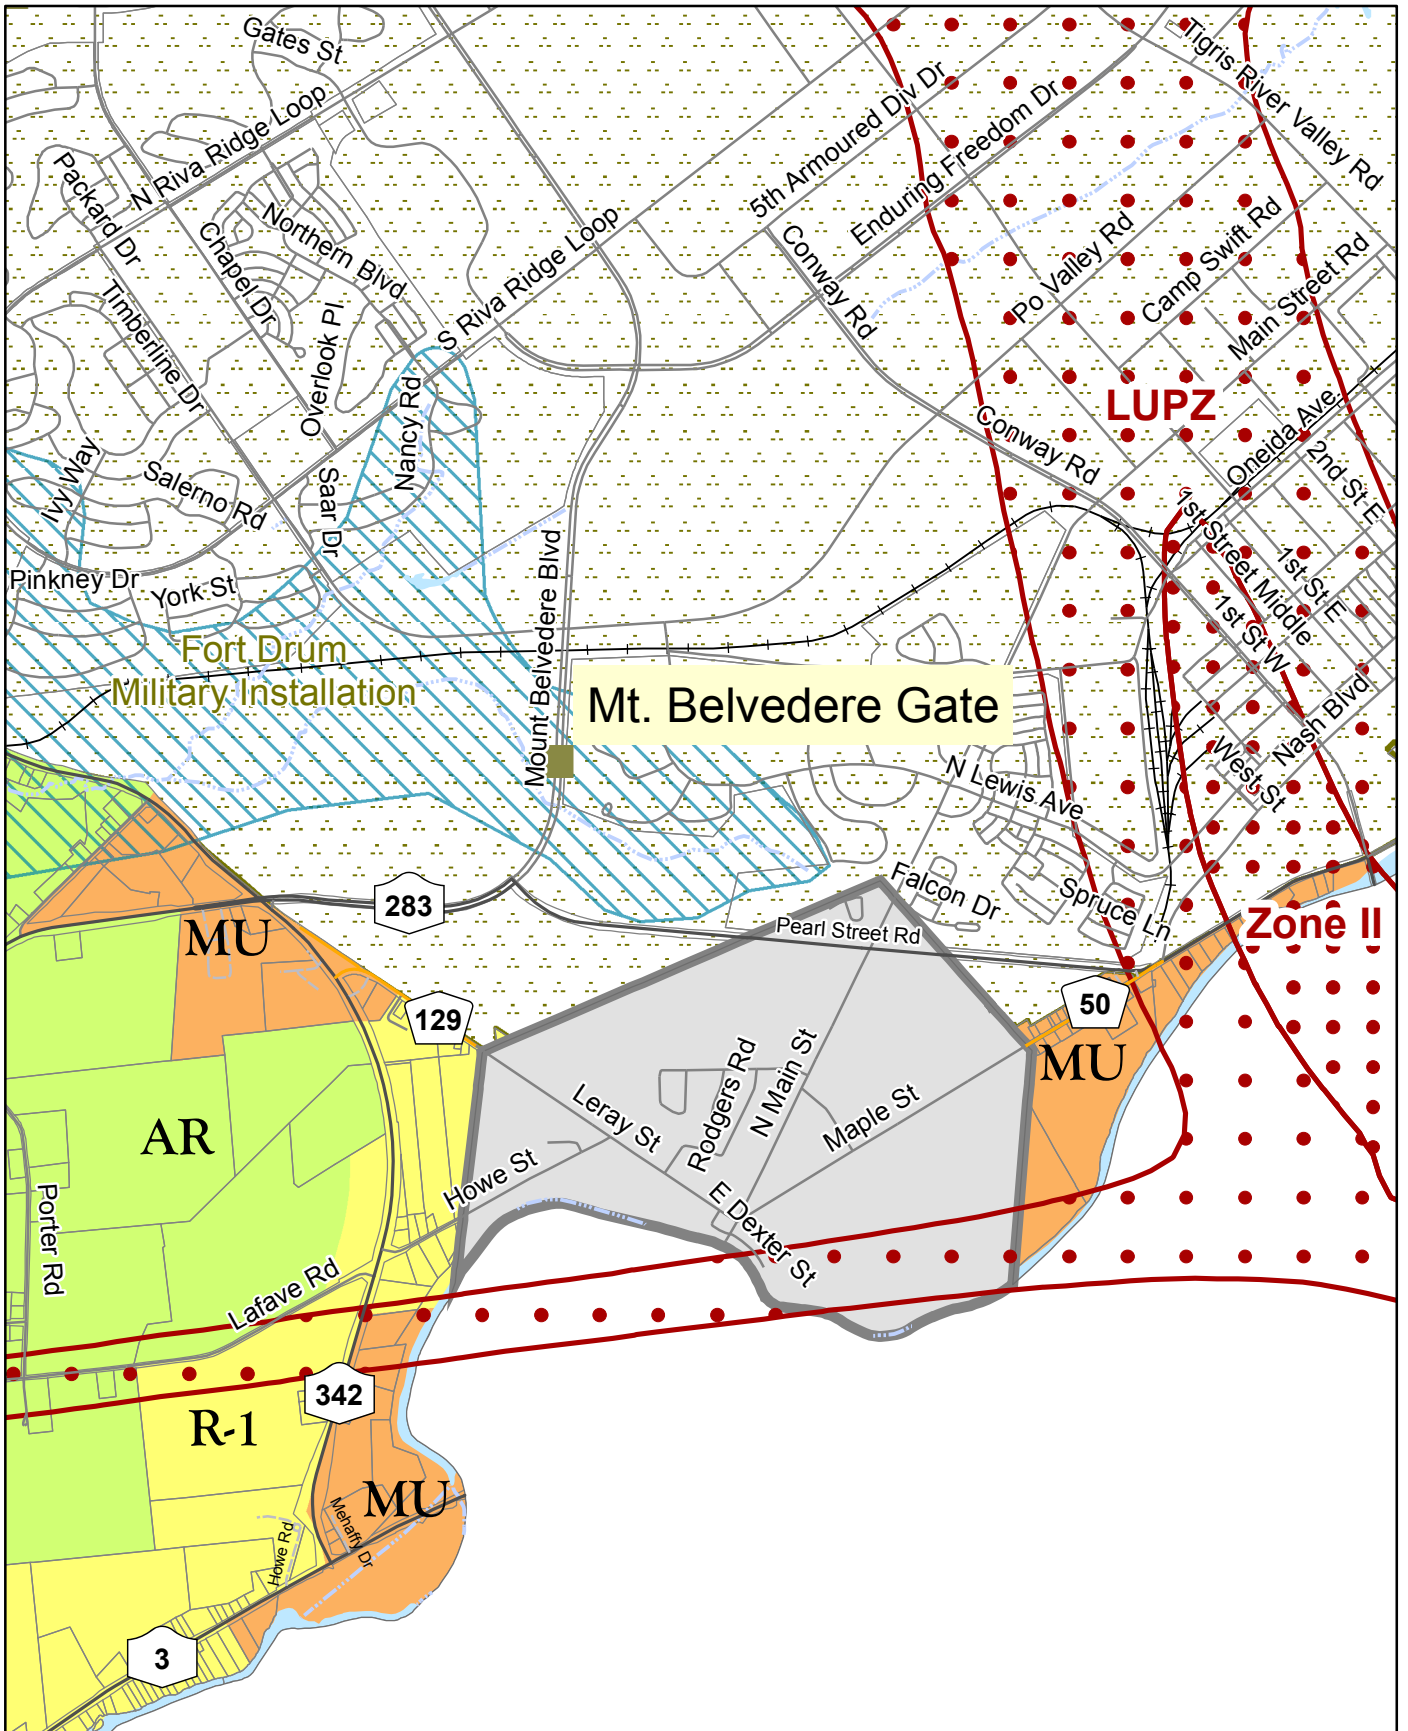 Gates St
Tigris River Valley Rd
N Riva Ridge Loop
5th Armoured Div Dr
Enduring Freedom Dr
Packard Dr
Northern Blvd
Chapel Dr
S Riva Ridge Loop
Conway Rd
Po Valley Rd
Camp Swift Rd
Main Street Rd
Timberline Dr
Overlook Pl
Nancy Rd
LUPZ
Conway Rd
Oneida Ave
2nd St E
Ivy Way
Salerno Rd
Saar Dr
1st Street Middle
1st St E
Pinkney Dr
York St
1st St W
Mount Belvedere Blvd
Fort Drum
Military Installation
Mt. Belvedere Gate
Nash Blvd
West St
N Lewis Ave
Falcon Dr
Spruce Ln
283
MU
Pearl Street Rd
Zone II
129
50
MU
Rodgers Rd
N Main St
Leray St
Maple St
AR
Howe St
Porter Rd
E Dexter St
Lafave Rd
342
R-1
MU
Mehaffy Dr
Howe Rd
3